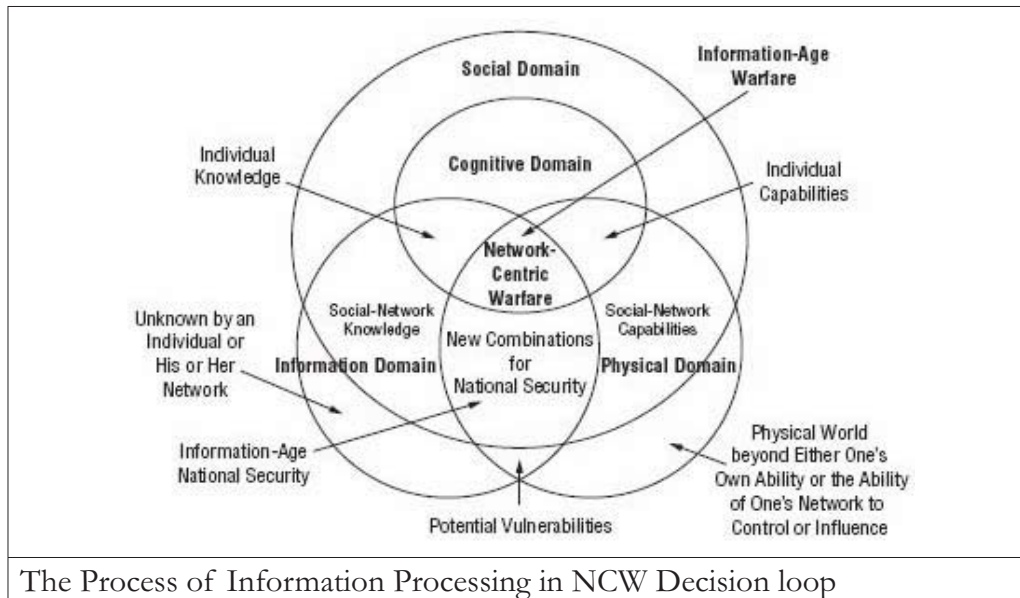 Social Domain
Information-Age
Warfare
Individual
Knowledge
Cognitive Domain
Individual
Capabilities
Network-
Centric
Warfare
Social-Network
Knowledge
Social-Network
Capabilities
Unknown by an
Individual or
His or Her
Network
Information Domain
New Combinations
for
National Security
Physical Domain
Information-Age
National Security
Physical World
beyond Either One's
Own Ability or the Ability
of One's Network to
Control or Influence
Potential Vulnerabilities
The Process of Information Processing in NCW Decision loop